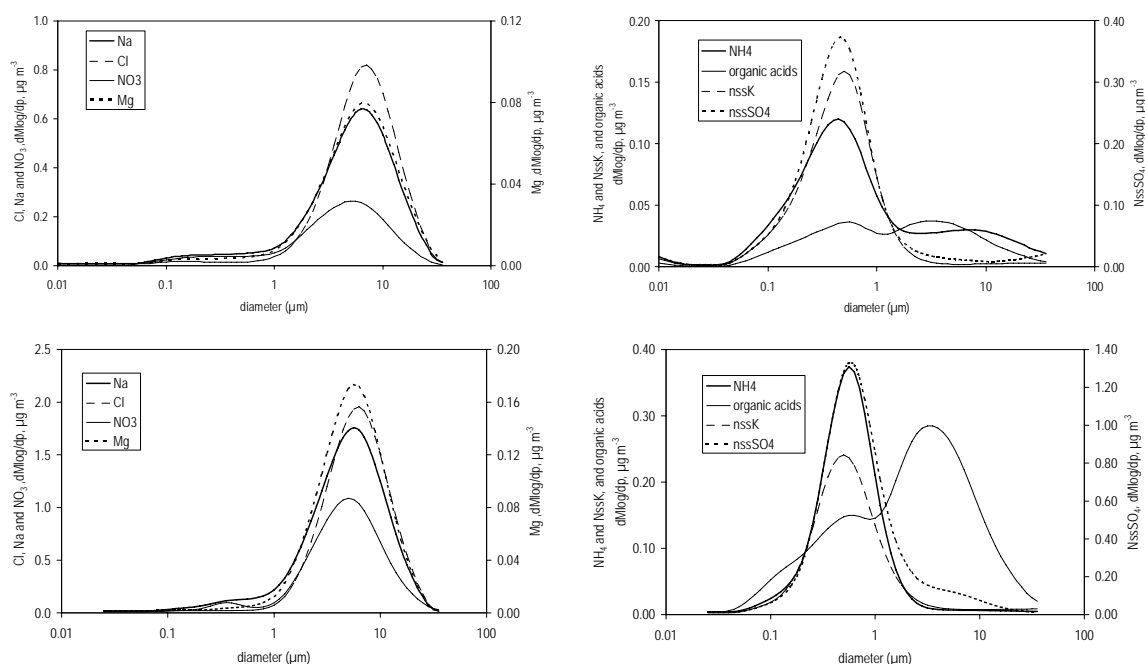 Cl, Na and NO3 ,dMlog/dp, µg m-3
1.0
0.8
0.6
0.4
0.2
0.0
Na
Cl
NO3
Mg
0.12
0.08
0.04
0.00
Mg ,dMlog/dp, µg m-3
0.01
0.1
1
10
100
diameter (µm)
NH4 and NssK, and organic acids
dMlog/dp, µg m-3
0.20
0.15
0.10
0.05
0.00
NH4
organic acids
nssK
nssSO4
0.40
0.30
0.20
0.10
0.00
NssSO4, dMlog/dp, µg m-3
0.01
0.1
1
10
100
diameter (µm)
Cl, Na and NO3 ,dMlog/dp, µg m-3
2.5
2.0
1.5
1.0
0.5
0.0
Na
Cl
NO3
Mg
0.20
0.16
0.12
0.08
0.04
0.00
Mg ,dMlog/dp, µg m-3
0.01
0.1
1
10
100
diameter (µm)
NH4 and NssK, and organic acids
dMlog/dp, µg m-3
0.40
0.30
0.20
0.10
0.00
NH4
organic acids
nssK
nssSO4
1.40
1.20
1.00
0.80
0.60
0.40
0.20
0.00
NssSO4, dMlog/dp, µg m-3
0.01
0.1
1
10
100
diameter (µm)